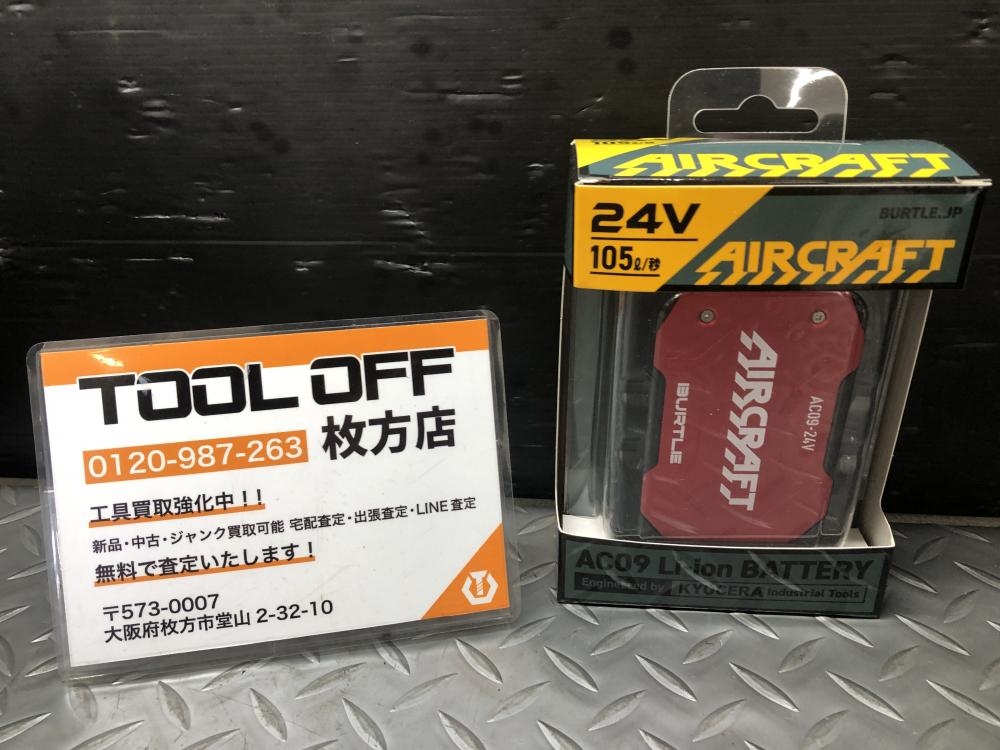 TOOL OFF
0120-987-263 枚方店
工具買取強化中!!
新品・中古・ジャンク買取可能 宅配査定・出張査定・LINE査定
無料で査定いたします!
〒573-0007
大阪府枚方市堂山 2-32-10
AIRCRAFT
24V
BURTLE.JP
105ℓ/秒
AIRCRAFT
AIRCRAFT
BURTLE
AC09-24V
AC09 Li-ion BATTERY
Engineered by KYOCERA Industrial Tools